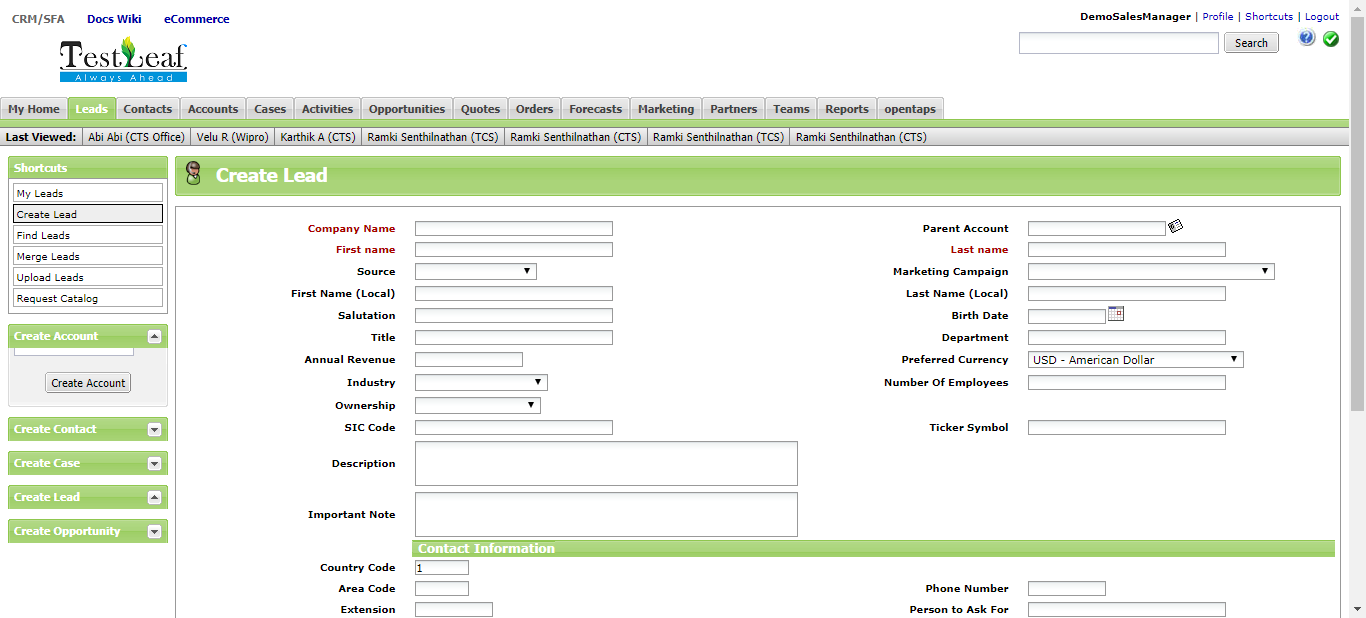 CRM/SFA Docs Wiki eCommerce
DemoSalesManager | Profile | Shortcuts | Logout
TestLeaf
Always Ahead
Search
My Home Leads Contacts Accounts Cases Activities Opportunities Quotes Orders Forecasts Marketing Partners Teams Reports opentaps
Last Viewed: Abi Abi (CTS Office) Velu R (Wipro) Karthik A (CTS) Ramki Senthilnathan (TCS) Ramki Senthilnathan (CTS) Ramki Senthilnathan (TCS) Ramki Senthilnathan (CTS)
Shortcuts
My Leads
Create Lead
Find Leads
Merge Leads
Upload Leads
Request Catalog
Create Account
Create Account
Create Contact
Create Case
Create Lead
Create Opportunity
Create Lead
Company Name Parent Account
First name Last name
Source Marketing Campaign
First Name (Local) Last Name (Local)
Salutation Birth Date
Title Department
Annual Revenue Preferred Currency USD - American Dollar
Industry Number Of Employees
Ownership
SIC Code Ticker Symbol
Description
Important Note
Contact Information
Country Code 1
Area Code Phone Number
Extension Person to Ask For